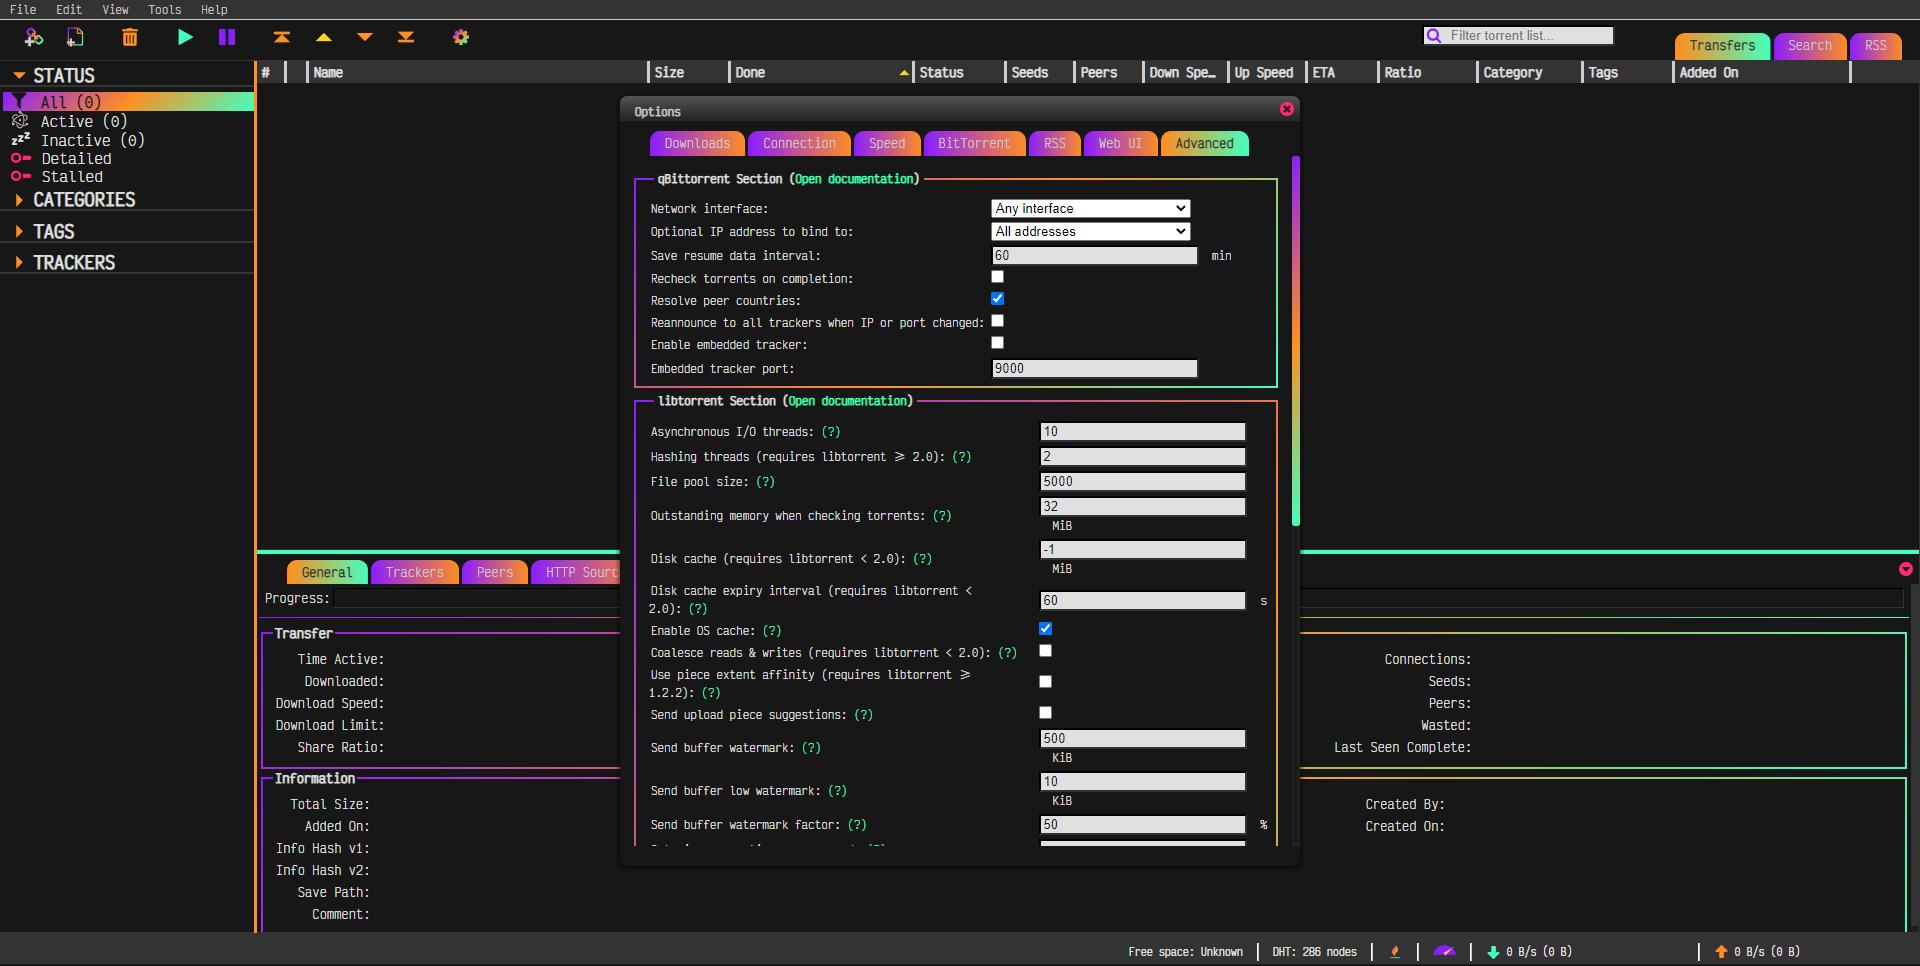 File Edit View Tools Help
Filter torrent list...
Transfers Search RSS
STATUS
All (0)
Active (0)
Inactive (0)
Detailed
Stalled
CATEGORIES
TAGS
TRACKERS
# Name Size Done Status Seeds Peers Down Spe… Up Speed ETA Ratio Category Tags Added On
Options
Downloads Connection Speed BitTorrent RSS Web UI Advanced
qBittorrent Section (Open documentation)
Network interface: Any interface
Optional IP address to bind to: All addresses
Save resume data interval: 60 min
Recheck torrents on completion:
Resolve peer countries:
Reannounce to all trackers when IP or port changed:
Enable embedded tracker:
Embedded tracker port: 9000
libtorrent Section (Open documentation)
Asynchronous I/O threads: (?) 10
Hashing threads (requires libtorrent ≥ 2.0): (?) 2
File pool size: (?) 5000
Outstanding memory when checking torrents: (?) 32
MiB
Disk cache (requires libtorrent < 2.0): (?) -1
MiB
Disk cache expiry interval (requires libtorrent <
2.0): (?) 60 s
Enable OS cache: (?)
Coalesce reads & writes (requires libtorrent < 2.0): (?)
Use piece extent affinity (requires libtorrent ≥
1.2.2): (?)
Send upload piece suggestions: (?)
Send buffer watermark: (?) 500
KiB
Send buffer low watermark: (?) 10
KiB
Send buffer watermark factor: (?) 50 %
General Trackers Peers HTTP Sourc
Progress:
Transfer
Time Active:
Downloaded:
Download Speed:
Download Limit:
Share Ratio:
Connections:
Seeds:
Peers:
Wasted:
Last Seen Complete:
Information
Total Size:
Added On:
Info Hash v1:
Info Hash v2:
Save Path:
Comment:
Created By:
Created On:
Free space: Unknown DHT: 286 nodes 0 B/s (0 B) 0 B/s (0 B)